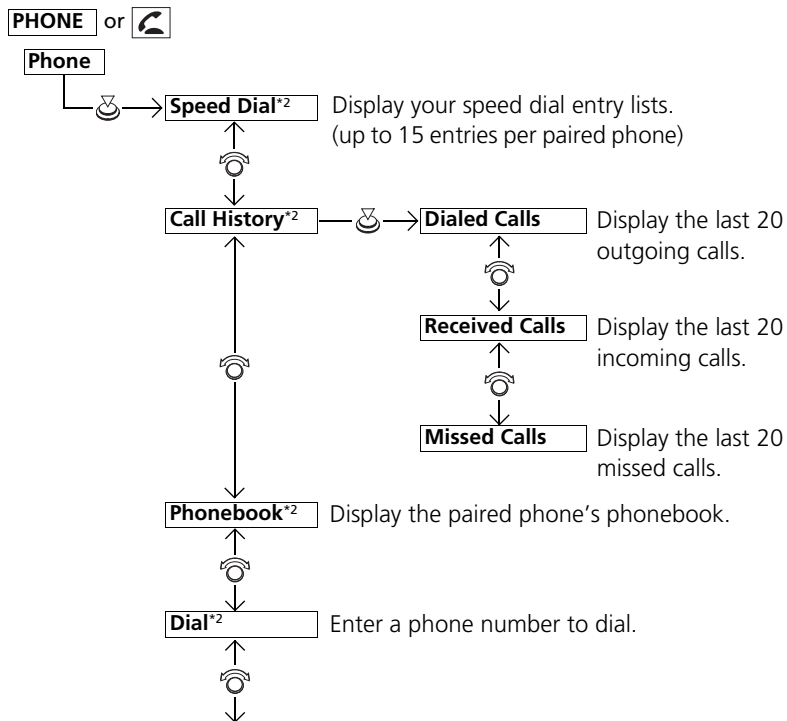 PHONE or
Phone
Speed Dial*2 Display your speed dial entry lists.
(up to 15 entries per paired phone)
Call History*2 Dialed Calls Display the last 20
outgoing calls.
Received Calls Display the last 20
incoming calls.
Missed Calls Display the last 20
missed calls.
Phonebook*2 Display the paired phone’s phonebook.
Dial*2 Enter a phone number to dial.